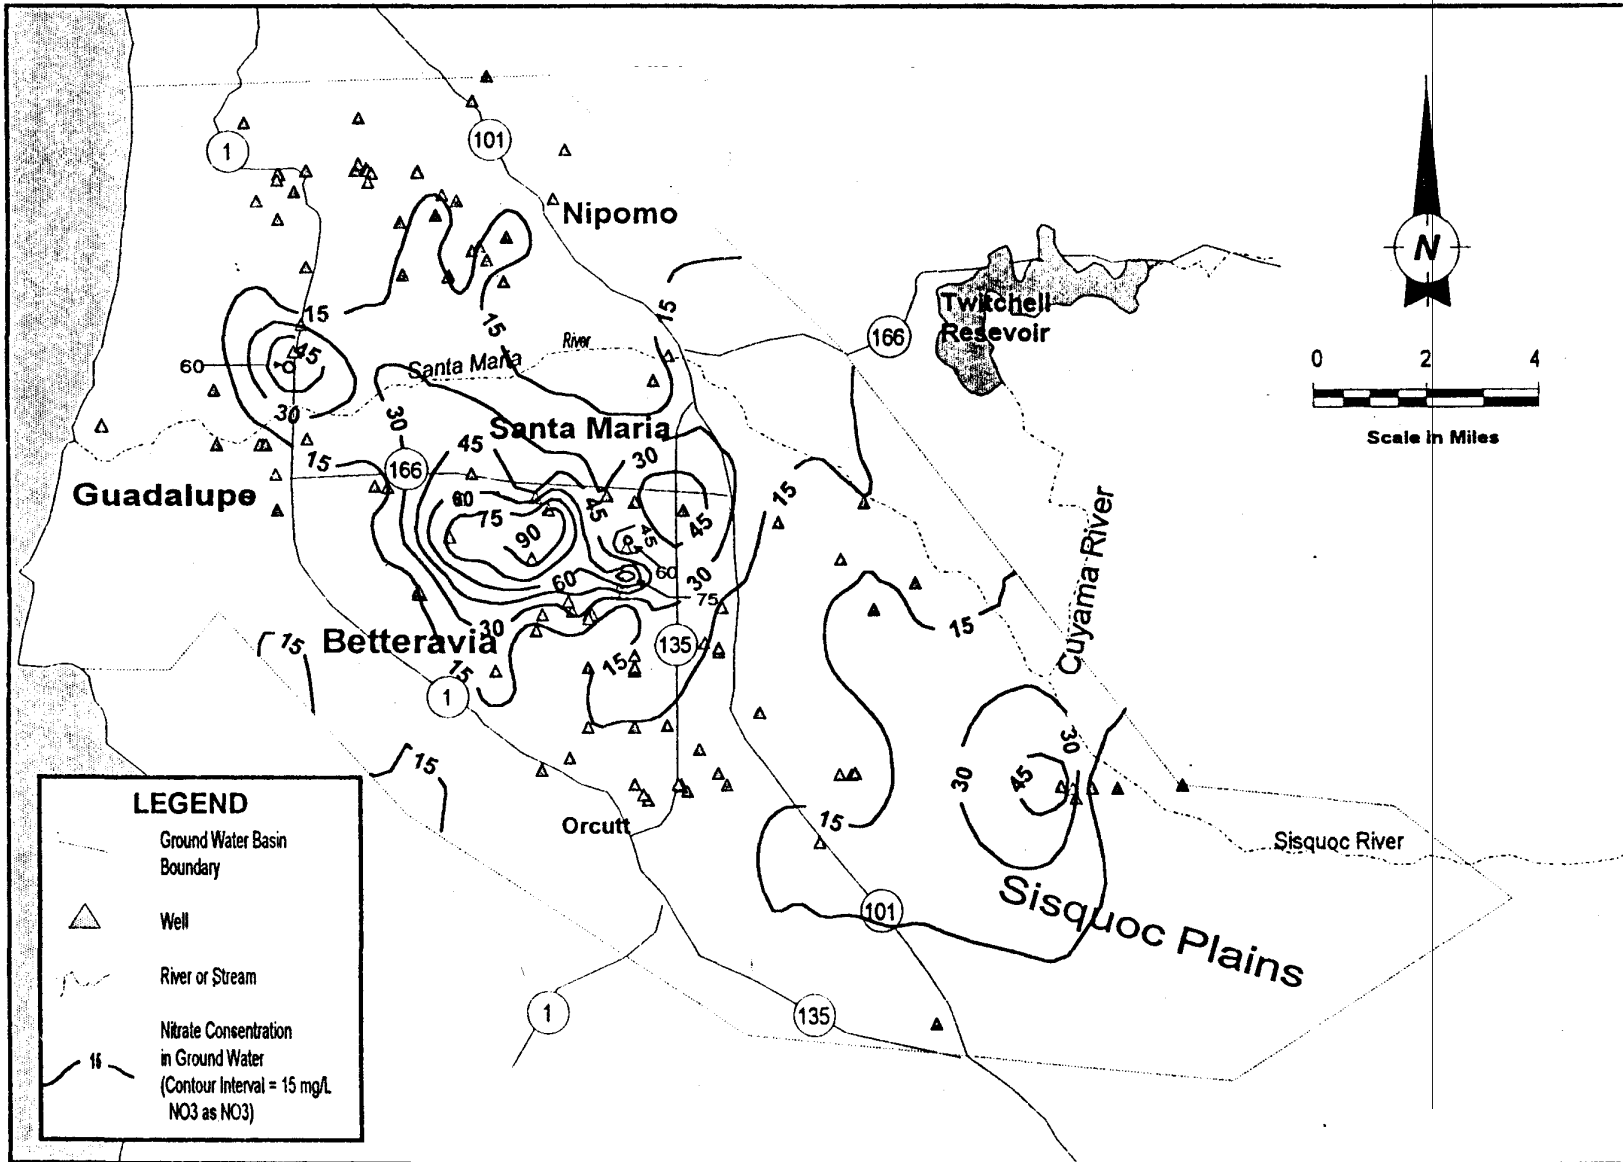 1
101
Nipomo
N
15
15
15
Twitchell
Resevoir
166
0 2 4
Scale in Miles
River
Santa Maria
60
45
30
30
Santa Maria
45
30
15
166
15
Guadalupe
60
75
90
45
45
45
60
60
30
75
Cuyama River
15
15
Betteravia
30
135
15
15
1
15
30
30
45
15
Orcutt
Sisquoc River
Sisquoc Plains
101
1
135
LEGEND
Ground Water Basin
Boundary
Well
River or Stream
Nitrate Consentration
in Ground Water
15
(Contour Interval = 15 mg/L
NO3 as NO3)